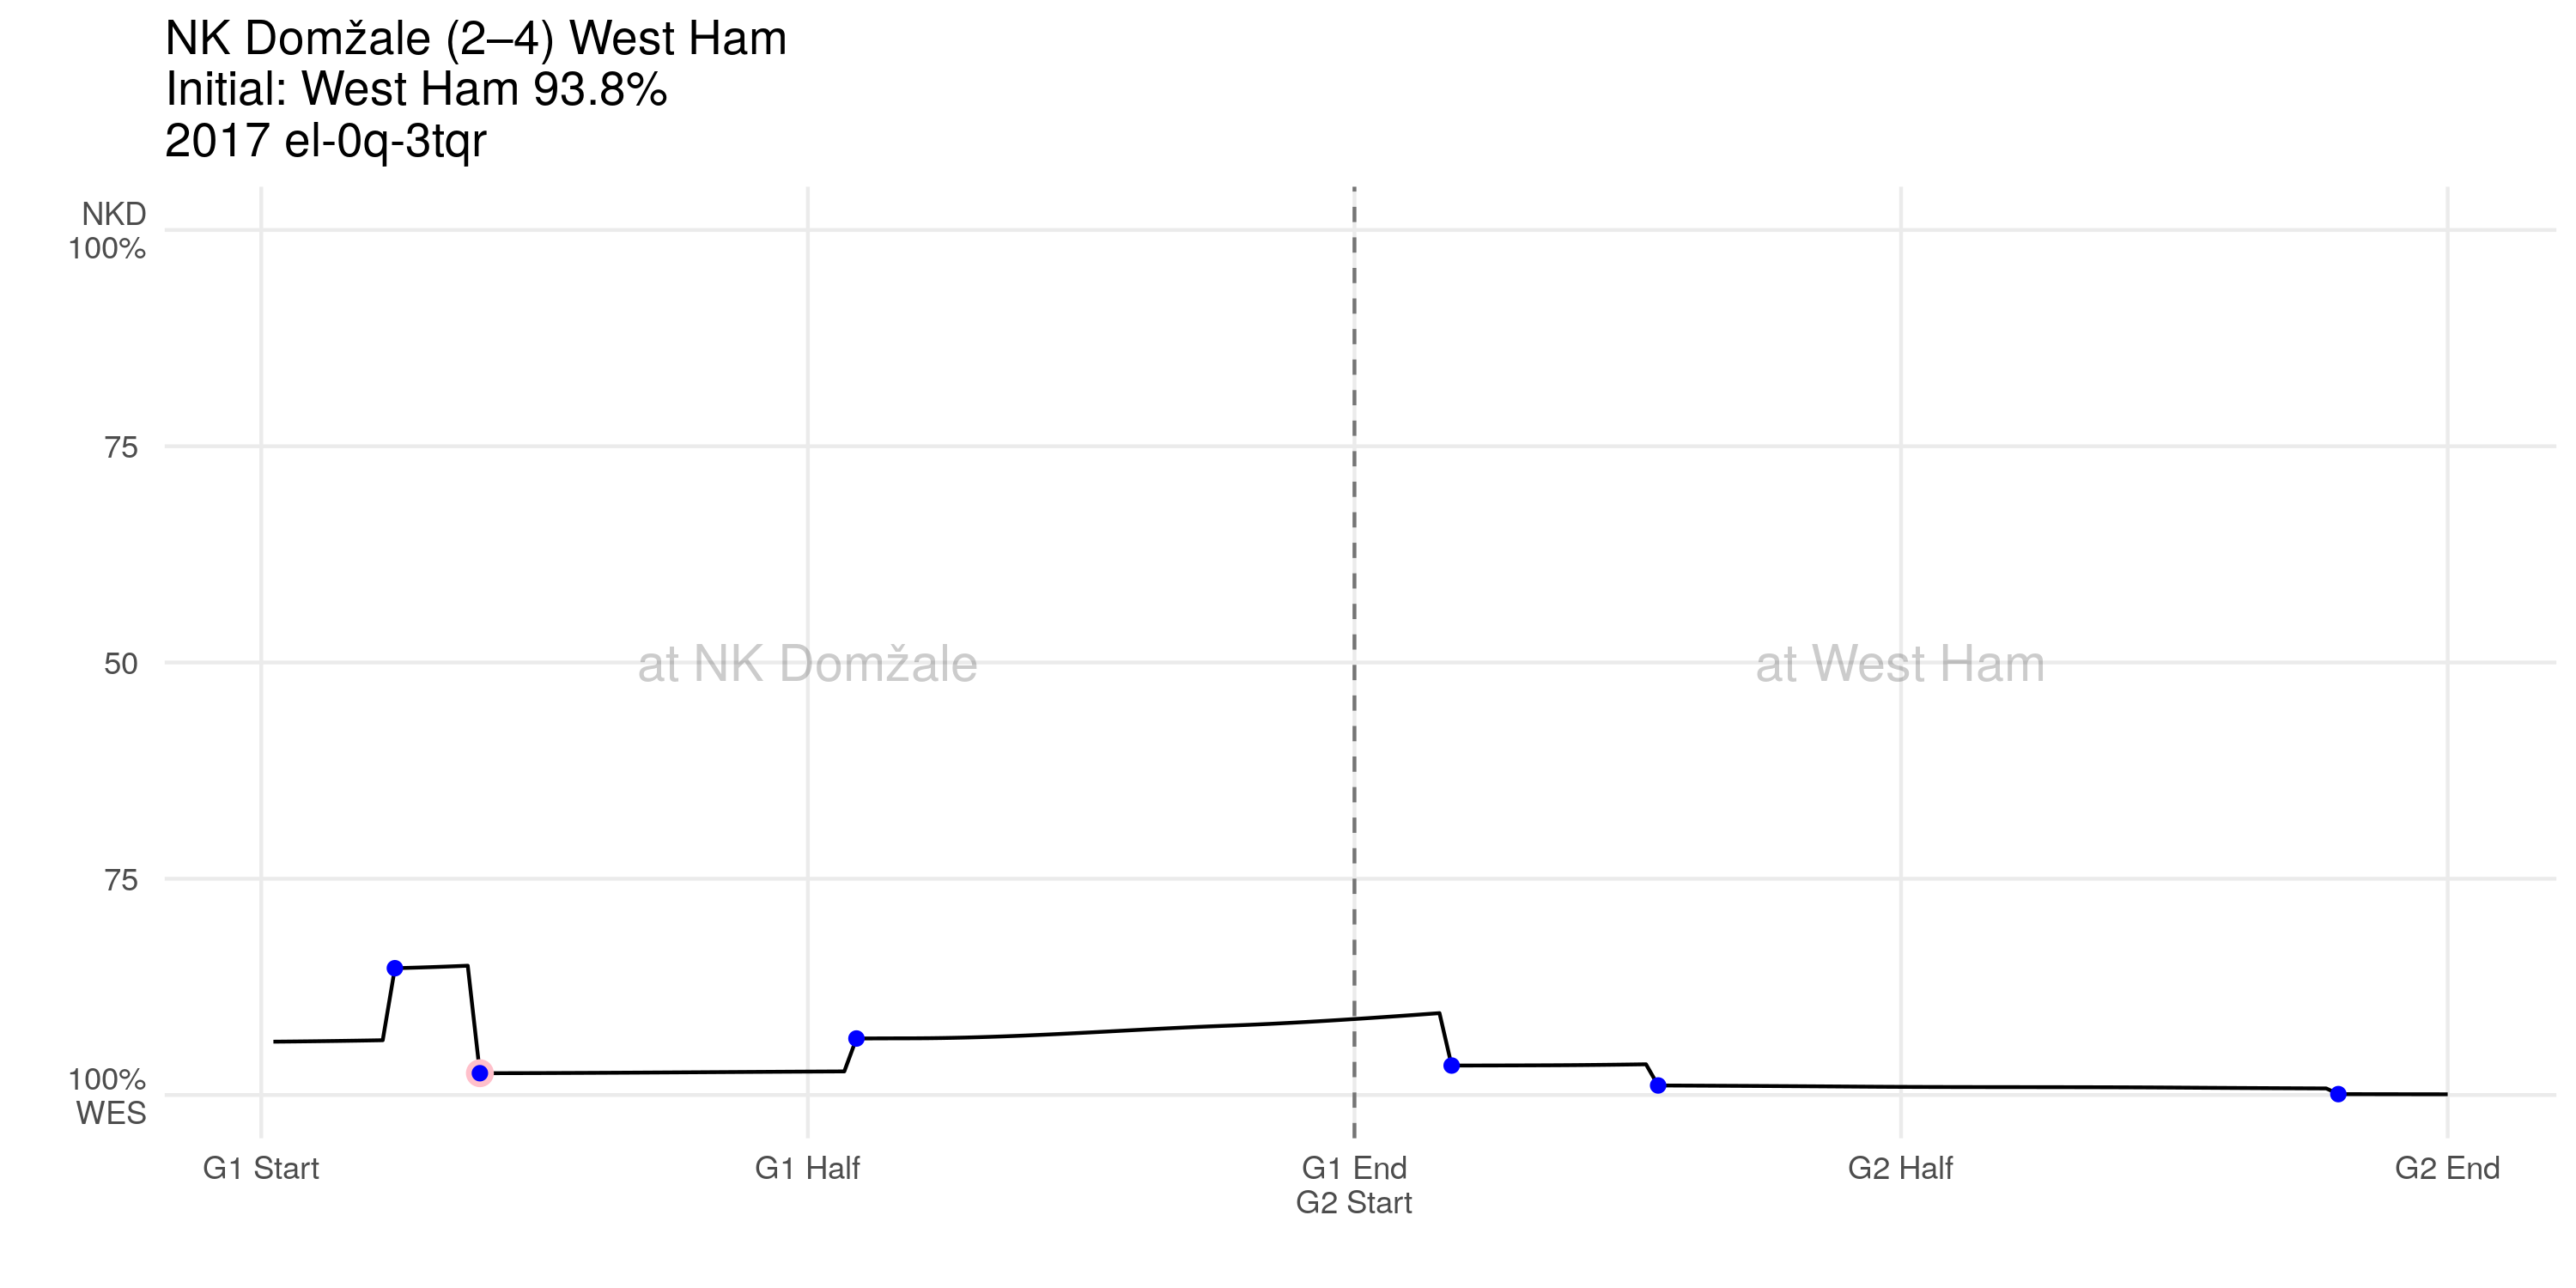 NK Domžale (2–4) West Ham
Initial: West Ham 93.8%
2017 el-0q-3tqr
NKD
100%
75
50
75
100%
WES
at NK Domžale
at West Ham
G1 Start
G1 Half
G1 End
G2 Start
G2 Half
G2 End